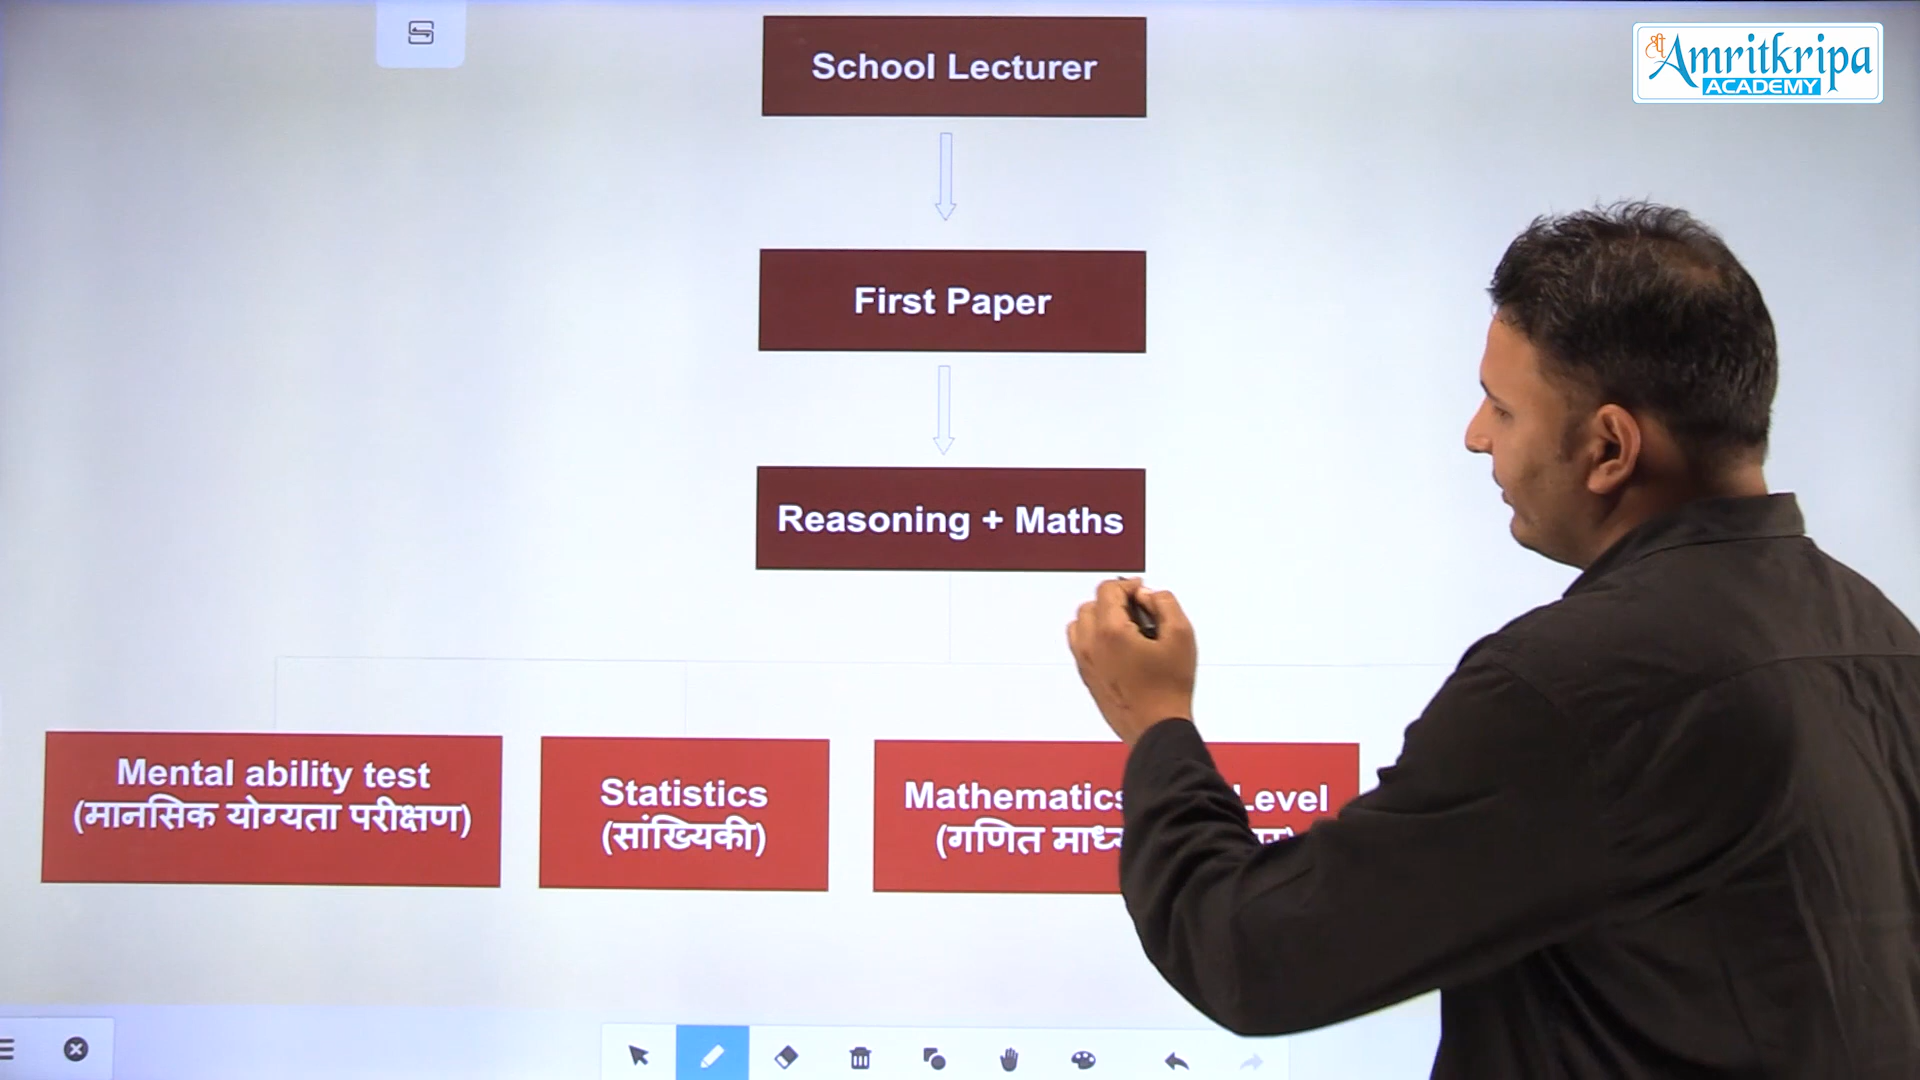 School Lecturer
श्री Amritkripa
ACADEMY
First Paper
Reasoning + Maths
Mental ability test
(मानसिक योग्यता परीक्षण)
Statistics
(सांख्यिकी)
Mathematics Level
(गणित